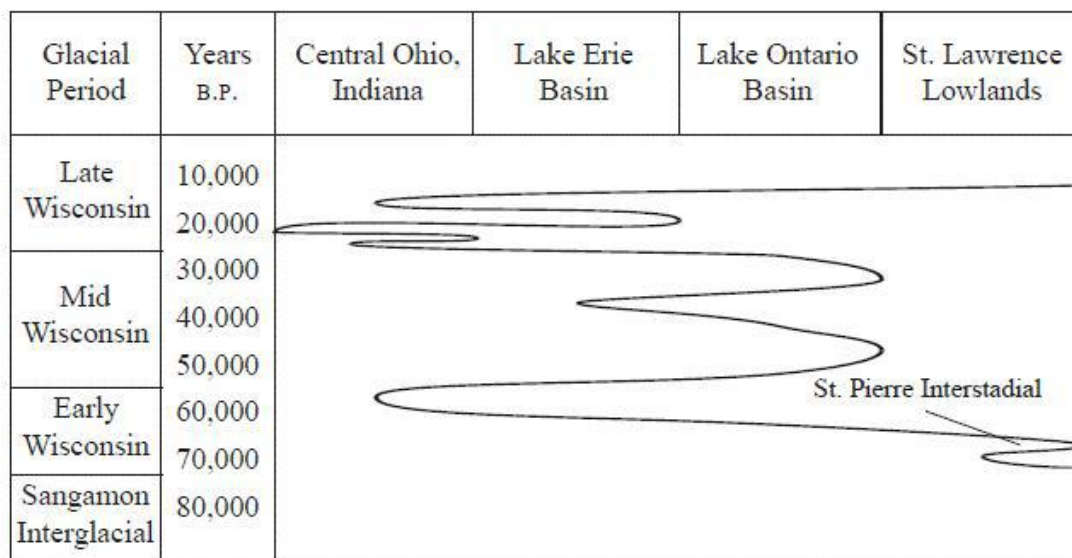 Glacial
Period
Years
B.P.
Central Ohio,
Indiana
Lake Erie
Basin
Lake Ontario
Basin
St. Lawrence
Lowlands
Late
Wisconsin
10,000
20,000
Mid
Wisconsin
30,000
40,000
50,000
Early
Wisconsin
60,000
70,000
St. Pierre Interstadial
Sangamon
Interglacial
80,000